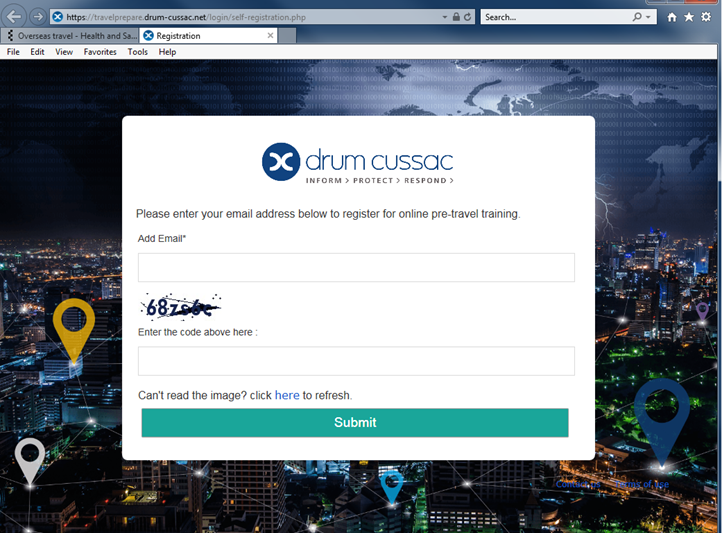 https://travelprepare.drum-cussac.net/login/self-registration.php
Search...
Overseas travel - Health and Sa...
Registration
File Edit View Favorites Tools Help
drum cussac
INFORM > PROTECT > RESPOND >
Please enter your email address below to register for online pre-travel training.
Add Email*
Enter the code above here :
Can't read the image? click here to refresh.
Submit
Contact us
Terms of use